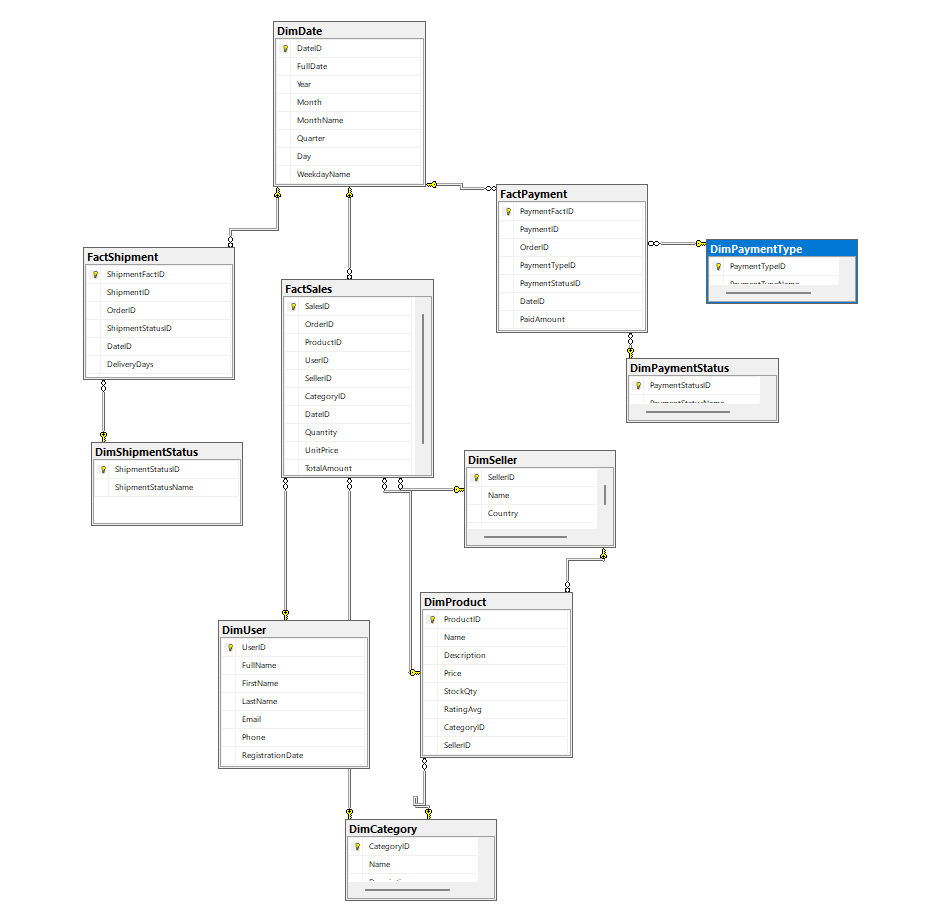 DimDate
DateID
FullDate
Year
Month
MonthName
Quarter
Day
WeekdayName
FactPayment
PaymentFactID
PaymentID
OrderID
PaymentTypeID
PaymentStatusID
DateID
PaidAmount
DimPaymentType
PaymentTypeID
PaymentTypeName
FactShipment
ShipmentFactID
ShipmentID
OrderID
ShipmentStatusID
DateID
DeliveryDays
FactSales
SalesID
OrderID
ProductID
UserID
SellerID
CategoryID
DateID
Quantity
UnitPrice
TotalAmount
DimPaymentStatus
PaymentStatusID
PaymentStatusName
DimShipmentStatus
ShipmentStatusID
ShipmentStatusName
DimSeller
SellerID
Name
Country
DimProduct
ProductID
Name
Description
Price
StockQty
RatingAvg
CategoryID
SellerID
DimUser
UserID
FullName
FirstName
LastName
Email
Phone
RegistrationDate
DimCategory
CategoryID
Name
Description